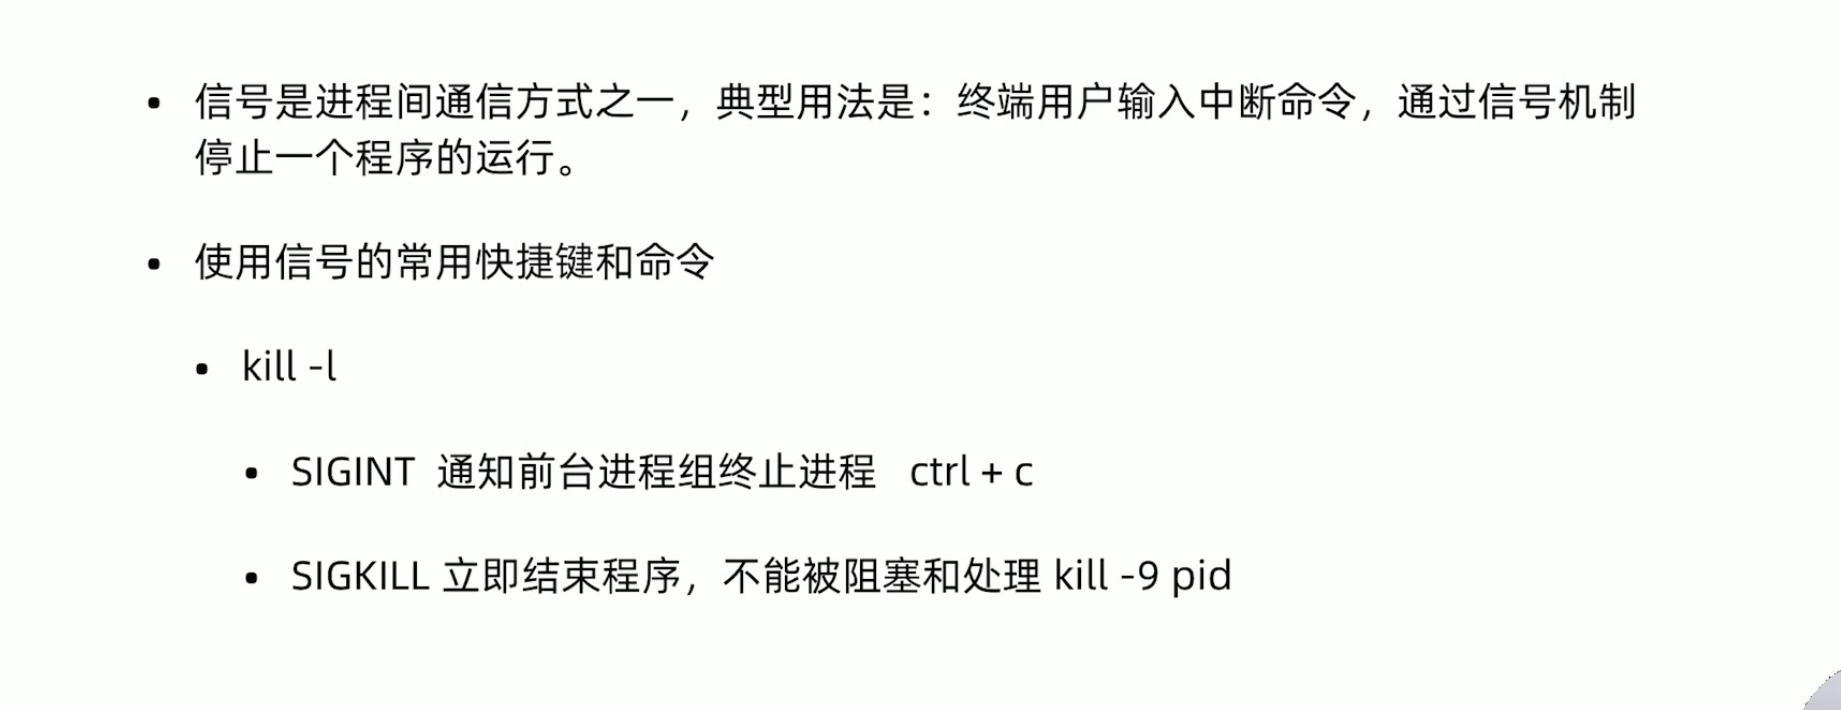 • 信号是进程间通信方式之一，典型用法是：终端用户输入中断命令，通过信号机制
停止一个程序的运行。
• 使用信号的常用快捷键和命令
• kill -l
• SIGINT 通知前台进程组终止进程 ctrl + c
• SIGKILL 立即结束程序，不能被阻塞和处理 kill -9 pid